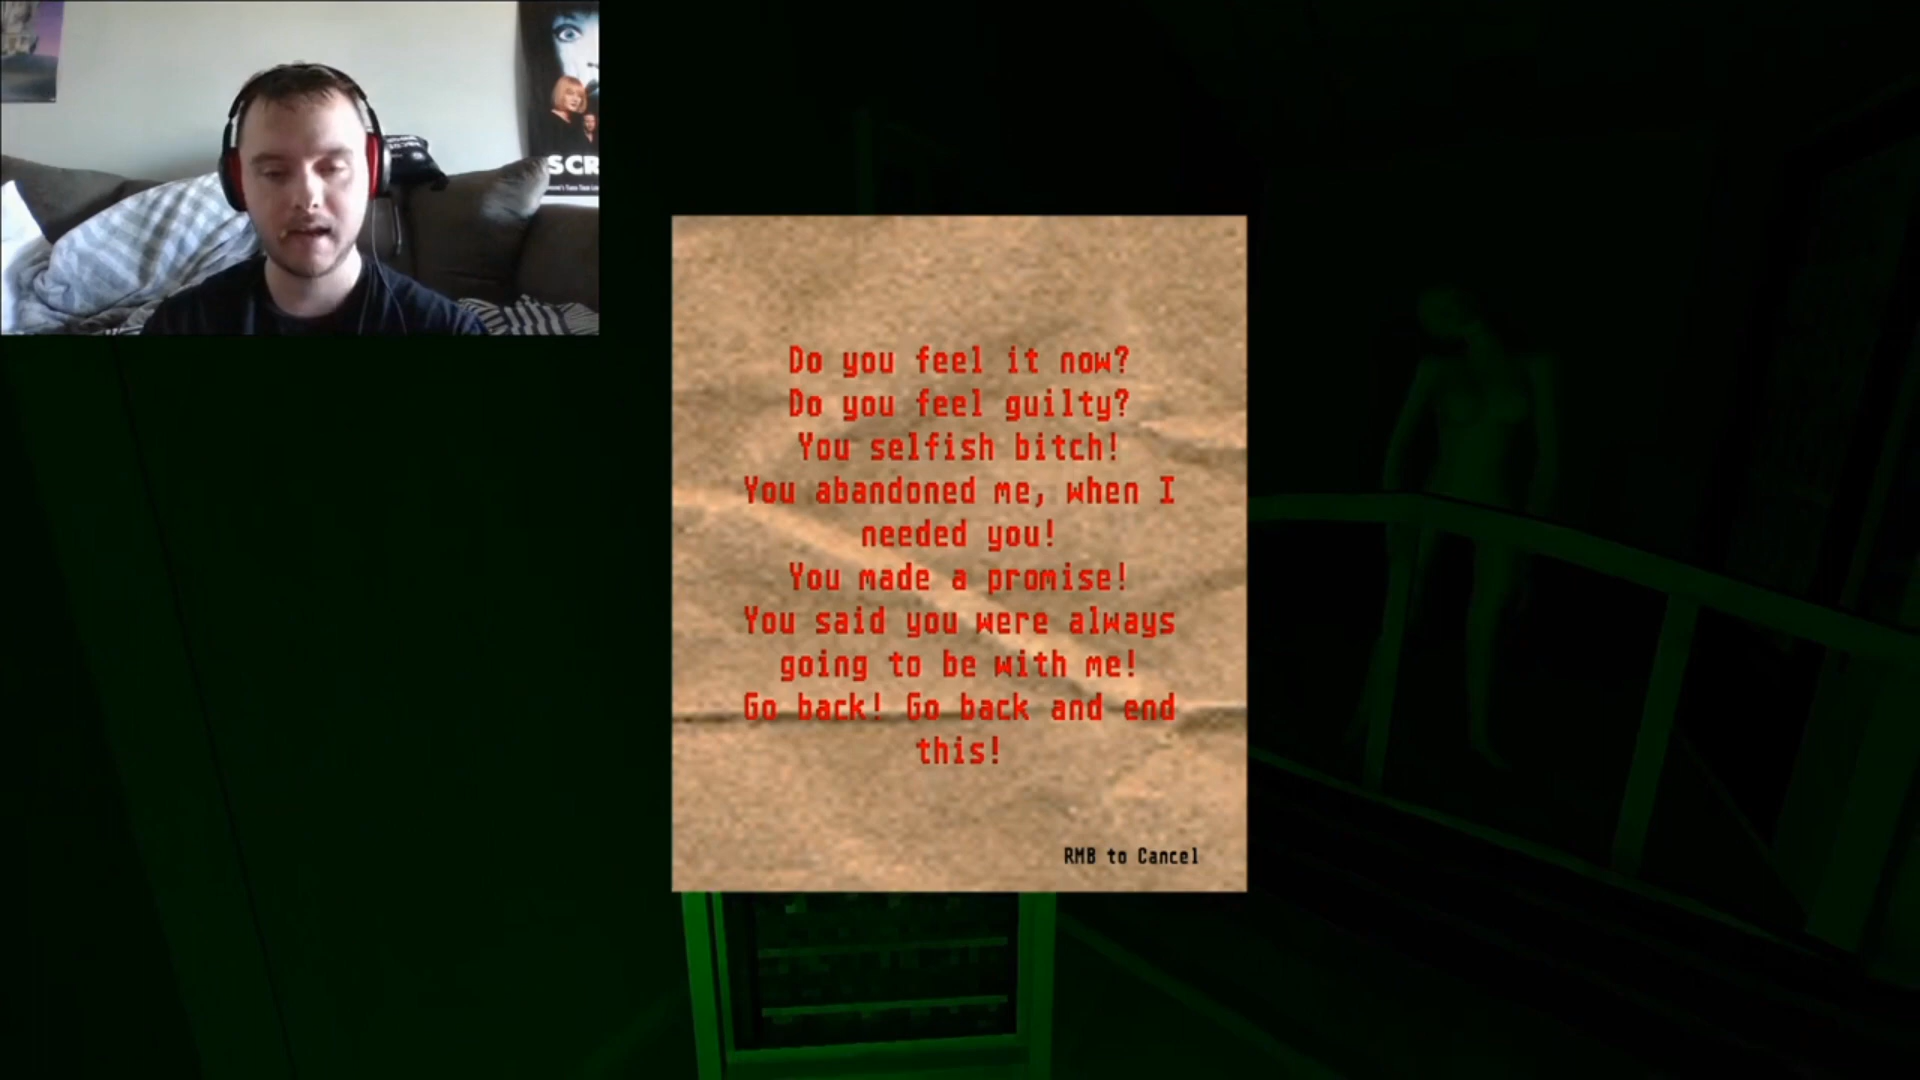 SCR
Do you feel it now?
Do you feel guilty?
You selfish bitch!
You abandoned me, when I
needed you!
You made a promise!
You said you were always
going to be with me!
Go back! Go back and end
this!
RMB to Cancel